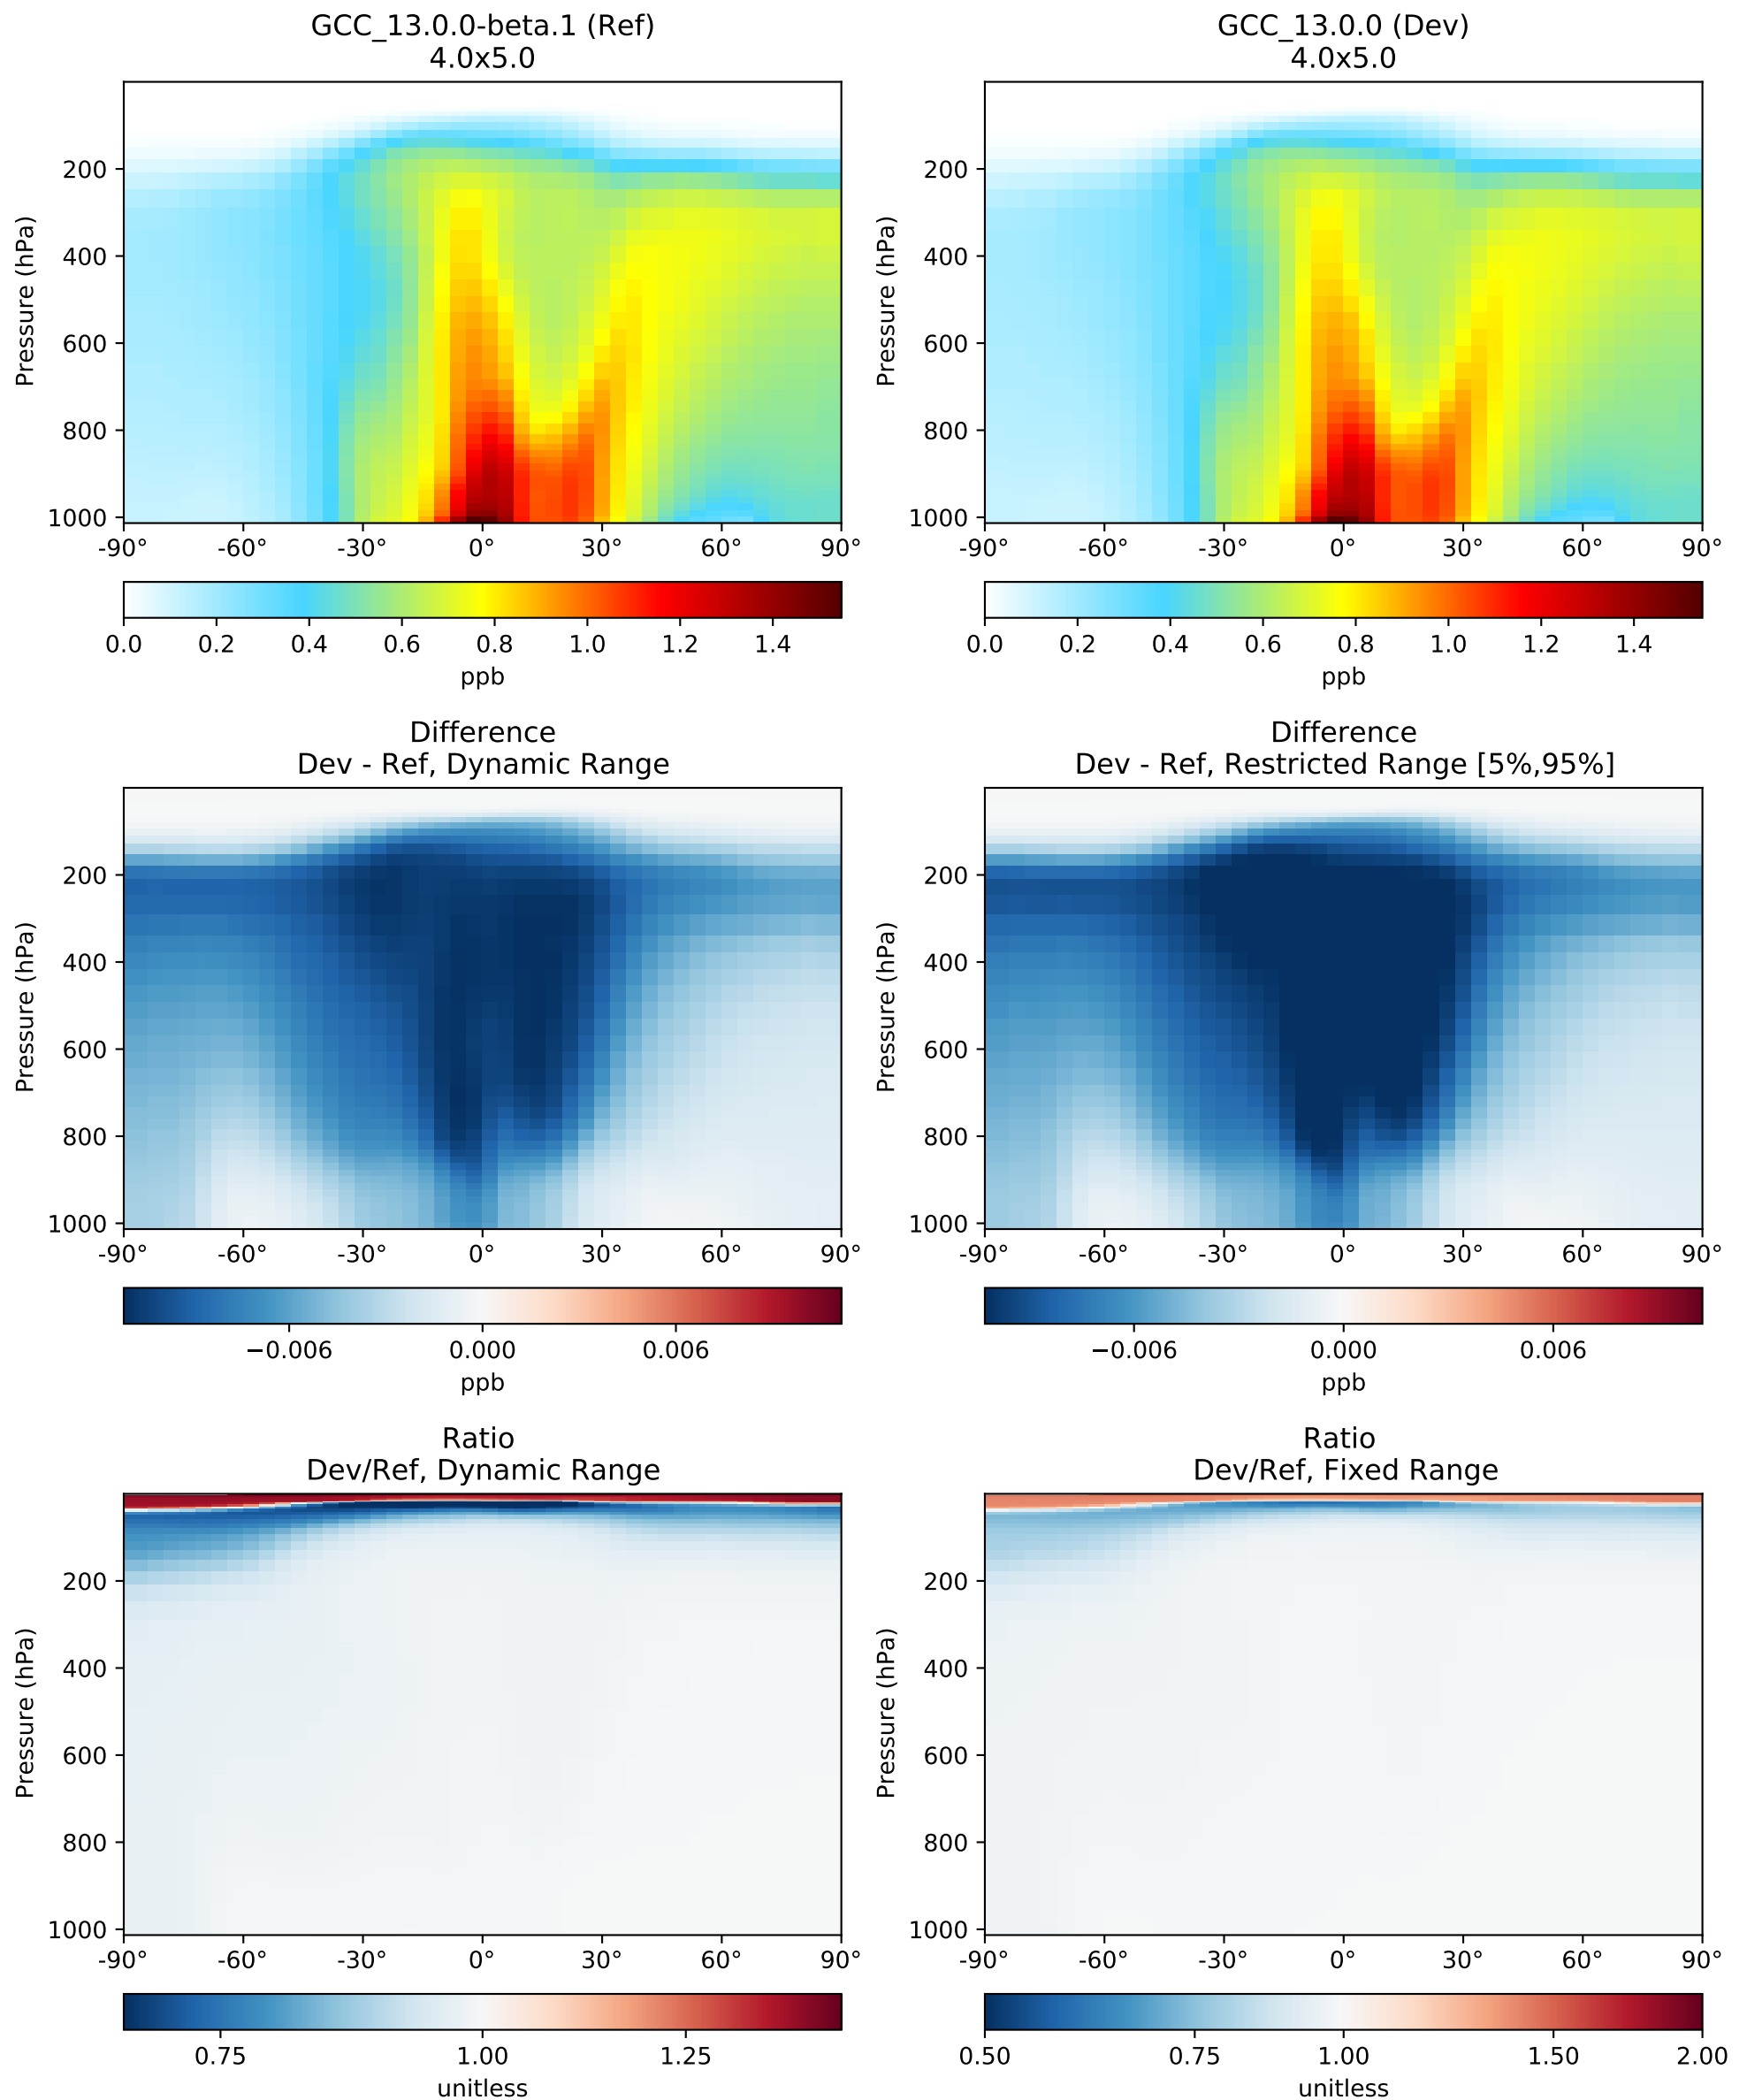 GCC_13.0.0-beta.1 (Ref)
4.0x5.0
GCC_13.0.0 (Dev)
4.0x5.0
Pressure (hPa)
200
400
600
800
1000
-90° -60° -30° 0° 30° 60° 90°
0.0 0.2 0.4 0.6 0.8 1.0 1.2 1.4
ppb
Pressure (hPa)
200
400
600
800
1000
-90° -60° -30° 0° 30° 60° 90°
0.0 0.2 0.4 0.6 0.8 1.0 1.2 1.4
ppb
Difference
Dev - Ref, Dynamic Range
Pressure (hPa)
200
400
600
800
1000
-90° -60° -30° 0° 30° 60° 90°
−0.006 0.000 0.006
ppb
Difference
Dev - Ref, Restricted Range [5%,95%]
Pressure (hPa)
200
400
600
800
1000
-90° -60° -30° 0° 30° 60° 90°
−0.006 0.000 0.006
ppb
Ratio
Dev/Ref, Dynamic Range
Pressure (hPa)
200
400
600
800
1000
-90° -60° -30° 0° 30° 60° 90°
0.75 1.00 1.25
unitless
Ratio
Dev/Ref, Fixed Range
Pressure (hPa)
200
400
600
800
1000
-90° -60° -30° 0° 30° 60° 90°
0.50 0.75 1.00 1.50 2.00
unitless